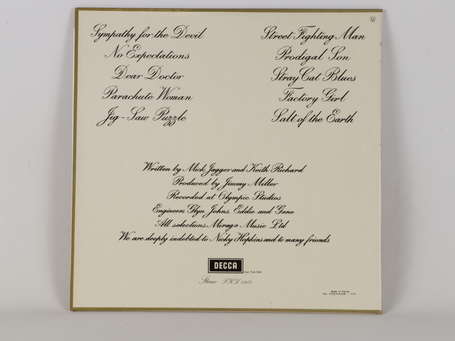 Sympathy for the Devil
No Expectations
Dear Doctor
Parachute Woman
Jig-Saw Puzzle
Street Fighting Man
Prodigal Son
Stray Cat Blues
Factory Girl
Salt of the Earth
Written by Mick Jagger and Keith Richard
Produced by Jimmy Miller
Recorded at Olympic Studios
Engineers Glyn Johns Eddie and Gene
All selections Mirage Music Ltd
We are deeply indebted to Nicky Hopkins and to many friends
DECCA
Stereo